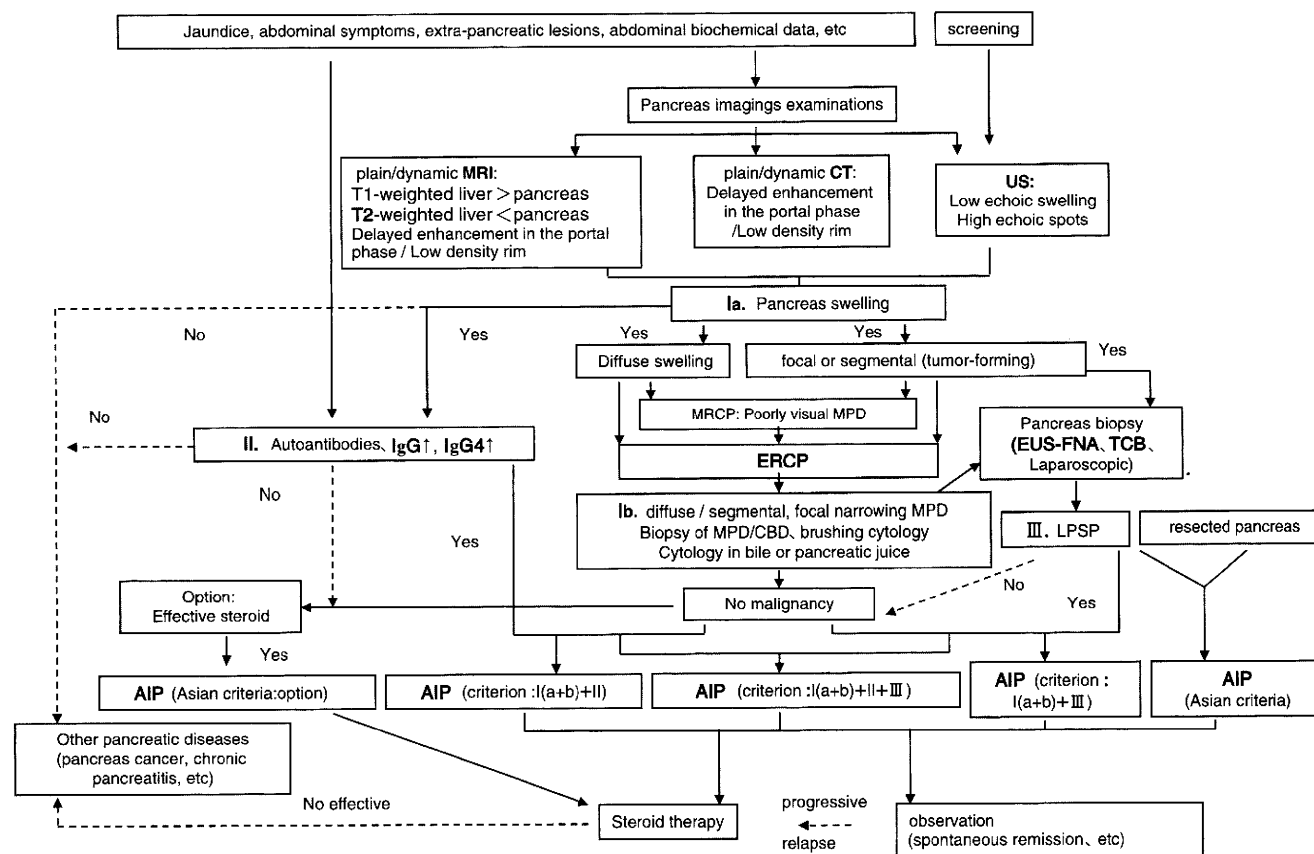 Jaundice, abdominal symptoms, extra-pancreatic lesions, abdominal biochemical data, etc
screening
Pancreas imagings examinations
plain/dynamic MRI:
T1-weighted liver＞pancreas
T2-weighted liver＜pancreas
Delayed enhancement in the portal
phase / Low density rim
plain/dynamic CT:
Delayed enhancement
in the portal phase
/Low density rim
US:
Low echoic swelling
High echoic spots
Ia. Pancreas swelling
No
Yes
Yes
Yes
Yes
Diffuse swelling
focal or segmental (tumor-forming)
MRCP: Poorly visual MPD
No
II. Autoantibodies、IgG↑, IgG4↑
ERCP
Pancreas biopsy
(EUS-FNA、TCB、
Laparoscopic)
No
Yes
Ib. diffuse / segmental, focal narrowing MPD
Biopsy of MPD/CBD、brushing cytology
Cytology in bile or pancreatic juice
Ⅲ. LPSP
resected pancreas
No
Yes
Option:
Effective steroid
No malignancy
Yes
AIP (Asian criteria:option)
AIP (criterion :I(a+b)+II)
AIP (criterion :I(a+b)+II+Ⅲ)
AIP (criterion :
I(a+b)+Ⅲ)
AIP
(Asian criteria)
Other pancreatic diseases
(pancreas cancer, chronic
pancreatitis, etc)
No effective
Steroid therapy
progressive
relapse
observation
(spontaneous remission、etc)